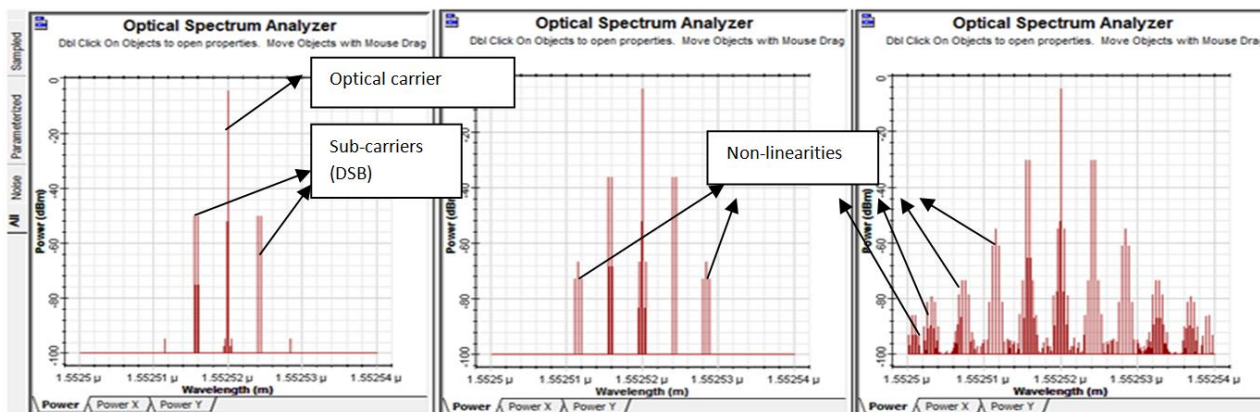 Optical Spectrum Analyzer
Dbl Click On Objects to open properties. Move Objects with Mouse Drag
Sampled
Parameterized
Noise
All
Power (dBm)
0
-20
-40
-60
-80
-100
Optical carrier
Sub-carriers
(DSB)
1.5525 µ
1.55251 µ
1.55252 µ
1.55253 µ
1.55254 µ
Wavelength (m)
Power
Power X
Power Y
Optical Spectrum Analyzer
Dbl Click On Objects to open properties. Move Objects with Mouse Drag
Power (dBm)
0
-20
-60
-80
-100
Non-linearities
1.5525 µ
1.55251 µ
1.55252 µ
1.55253 µ
1.55254 µ
Wavelength (m)
Power
Power X
Power Y
Optical Spectrum Analyzer
Dbl Click On Objects to open properties. Move Objects with Mouse Drag
Power (dBm)
0
-20
-40
-60
-80
-100
1.5525 µ
1.55251 µ
1.55252 µ
1.55253 µ
1.55254 µ
Wavelength (m)
Power
Power X
Power Y